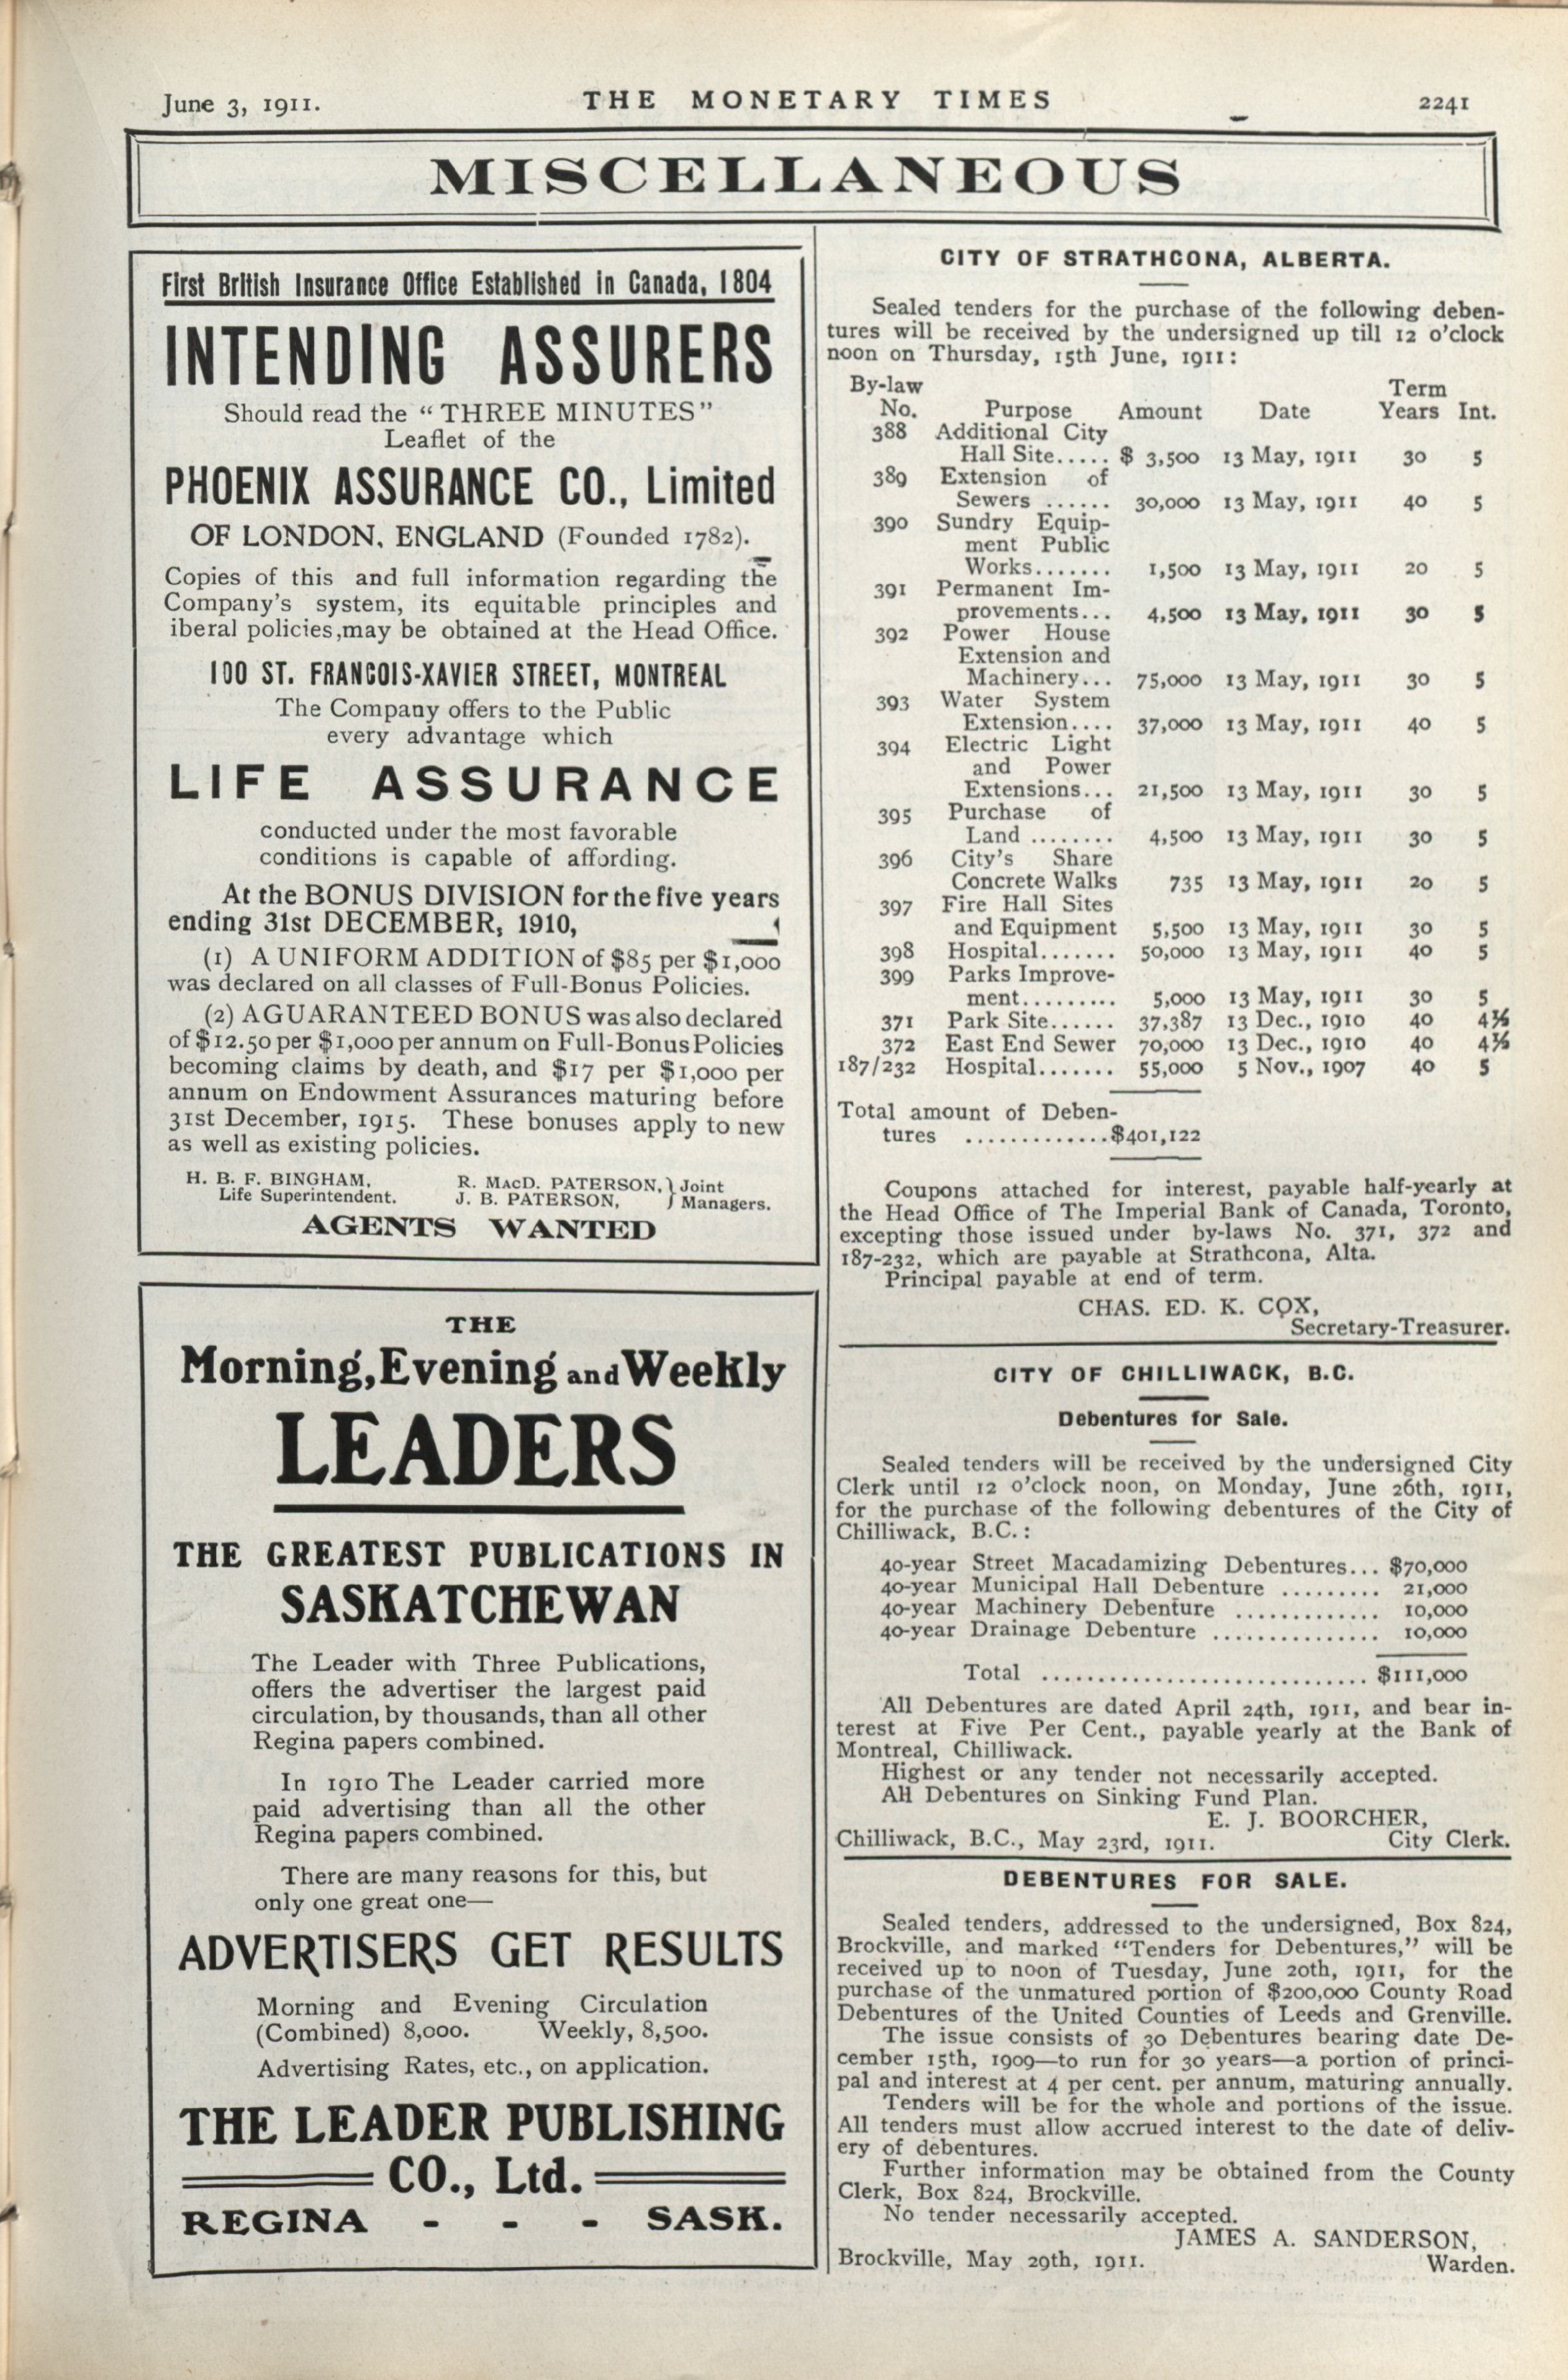 June 3, 1911.
THE MONETARY TIMES
2241
MISCELLANEOUS
First British Insurance Office Established in Canada, 1804
INTENDING ASSURERS
Should read the “THREE MINUTES”
Leaflet of the
PHOENIX ASSURANCE CO., Limited
OF LONDON, ENGLAND (Founded 1782).
Copies of this and full information regarding the
Company's system, its equitable principles and
iberal policies,may be obtained at the Head Office.
100 ST. FRANCOIS-XAVIER STREET, MONTREAL
The Company offers to the Public
every advantage which
LIFE ASSURANCE
conducted under the most favorable
conditions is capable of affording.
At the BONUS DIVISION for the five years
ending 31st DECEMBER, 1910,
(1) A UNIFORM ADDITION of $85 per $1,000
was declared on all classes of Full-Bonus Policies.
(2) A GUARANTEED BONUS was also declared
of $12.50 per $1,000 per annum on Full-Bonus Policies
becoming claims by death, and $17 per $1,000 per
annum on Endowment Assurances maturing before
31st December, 1915. These bonuses apply to new
as well as existing policies.
H. B. F. BINGHAM, R. MACD. PATERSON, } Joint
Life Superintendent. J. B. PATERSON, } Managers.
AGENTS WANTED
THE
Morning, Evening and Weekly
LEADERS
THE GREATEST PUBLICATIONS IN
SASKATCHEWAN
The Leader with Three Publications,
offers the advertiser the largest paid
circulation, by thousands, than all other
Regina papers combined.
In 1910 The Leader carried more
paid advertising than all the other
Regina papers combined.
There are many reasons for this, but
only one great one—
ADVERTISERS GET RESULTS
Morning and Evening Circulation
(Combined) 8,000. Weekly, 8,500.
Advertising Rates, etc., on application.
THE LEADER PUBLISHING
CO., Ltd.
REGINA - - - SASK.
CITY OF STRATHCONA, ALBERTA.
Sealed tenders for the purchase of the following deben-
tures will be received by the undersigned up till 12 o'clock
noon on Thursday, 15th June, 1911:
By-law Term
No. Purpose Amount Date Years Int.
388 Additional City
Hall Site..... $ 3,500 13 May, 1911 30 5
389 Extension of
Sewers ...... 30,000 13 May, 1911 40 5
390 Sundry Equip-
ment Public
Works....... 1,500 13 May, 1911 20 5
391 Permanent Im-
provements... 4,500 13 May, 1911 30 5
392 Power House
Extension and
Machinery... 75,000 13 May, 1911 30 5
393 Water System
Extension.... 37,000 13 May, 1911 40 5
394 Electric Light
and Power
Extensions... 21,500 13 May, 1911 30 5
395 Purchase of
Land ........ 4,500 13 May, 1911 30 5
396 City's Share
Concrete Walks 735 13 May, 1911 20 5
397 Fire Hall Sites
and Equipment 5,500 13 May, 1911 30 5
398 Hospital....... 50,000 13 May, 1911 40 5
399 Parks Improve-
ment......... 5,000 13 May, 1911 30 5
371 Park Site...... 37,387 13 Dec., 1910 40 4½
372 East End Sewer 70,000 13 Dec., 1910 40 4½
187/232 Hospital....... 55,000 5 Nov., 1907 40 5
Total amount of Deben-
tures .............$401,122
Coupons attached for interest, payable half-yearly at
the Head Office of The Imperial Bank of Canada, Toronto,
excepting those issued under by-laws No. 371, 372 and
187-232, which are payable at Strathcona, Alta.
Principal payable at end of term.
CHAS. ED. K. COX,
Secretary-Treasurer.
CITY OF CHILLIWACK, B.C.
Debentures for Sale.
Sealed tenders will be received by the undersigned City
Clerk until 12 o'clock noon, on Monday, June 26th, 1911,
for the purchase of the following debentures of the City of
Chilliwack, B.C.:
40-year Street Macadamizing Debentures... $70,000
40-year Municipal Hall Debenture ......... 21,000
40-year Machinery Debenture ............. 10,000
40-year Drainage Debenture ............... 10,000
Total ............................. $111,000
All Debentures are dated April 24th, 1911, and bear in-
terest at Five Per Cent., payable yearly at the Bank of
Montreal, Chilliwack.
Highest or any tender not necessarily accepted.
All Debentures on Sinking Fund Plan.
E. J. BOORCHER,
Chilliwack, B.C., May 23rd, 1911. City Clerk.
DEBENTURES FOR SALE.
Sealed tenders, addressed to the undersigned, Box 824,
Brockville, and marked “Tenders for Debentures,” will be
received up to noon of Tuesday, June 20th, 1911, for the
purchase of the unmatured portion of $200,000 County Road
Debentures of the United Counties of Leeds and Grenville.
The issue consists of 30 Debentures bearing date De-
cember 15th, 1909—to run for 30 years—a portion of princi-
pal and interest at 4 per cent. per annum, maturing annually.
Tenders will be for the whole and portions of the issue.
All tenders must allow accrued interest to the date of deliv-
ery of debentures.
Further information may be obtained from the County
Clerk, Box 824, Brockville.
No tender necessarily accepted.
JAMES A. SANDERSON,
Brockville, May 29th, 1911. Warden.